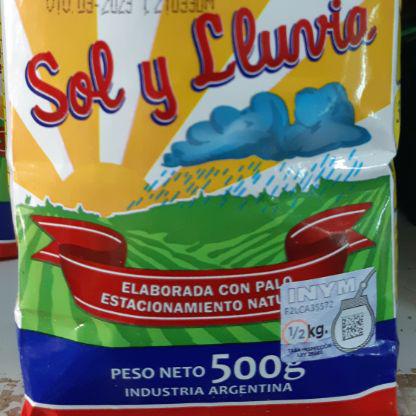 Sol y Lluvia
ELABORADA CON PALO
ESTACIONAMIENTO NATU
INYM
½ kg.
PESO NETO 500g
INDUSTRIA ARGENTINA